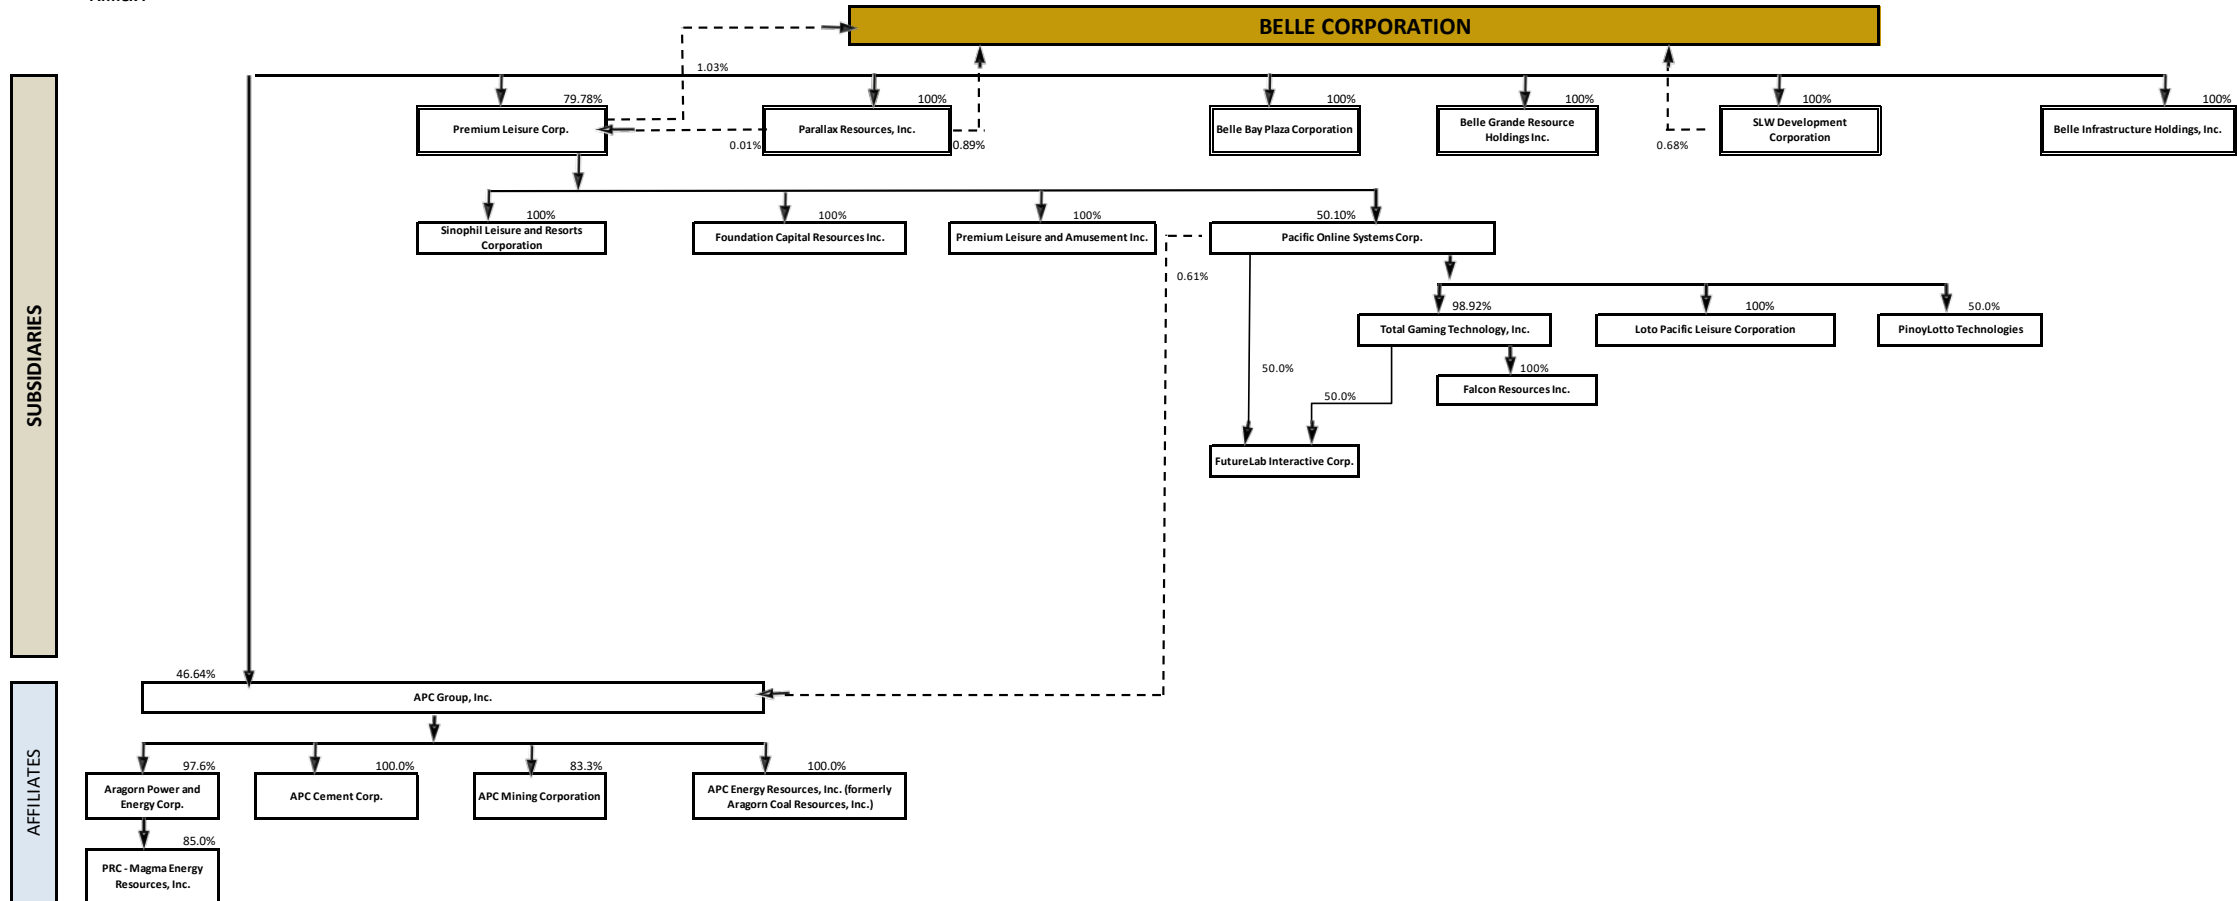 BELLE CORPORATION
1.03%
79.78%
100%
100%
100%
100%
100%
Premium Leisure Corp.
Parallax Resources, Inc.
Belle Bay Plaza Corporation
Belle Grande Resource
Holdings Inc.
SLW Development
Corporation
Belle Infrastructure Holdings, Inc.
0.01%
0.89%
0.68%
100%
100%
100%
50.10%
Sinophil Leisure and Resorts
Corporation
Foundation Capital Resources Inc.
Premium Leisure and Amusement Inc.
Pacific Online Systems Corp.
0.61%
98.92%
100%
50.0%
Total Gaming Technology, Inc.
Loto Pacific Leisure Corporation
PinoyLotto Technologies
50.0%
100%
Falcon Resources Inc.
50.0%
FutureLab Interactive Corp.
SUBSIDIARIES
46.64%
APC Group, Inc.
AFFILIATES
97.6%
100.0%
83.3%
100.0%
Aragorn Power and
Energy Corp.
APC Cement Corp.
APC Mining Corporation
APC Energy Resources, Inc. (formerly
Aragorn Coal Resources, Inc.)
85.0%
PRC - Magma Energy
Resources, Inc.